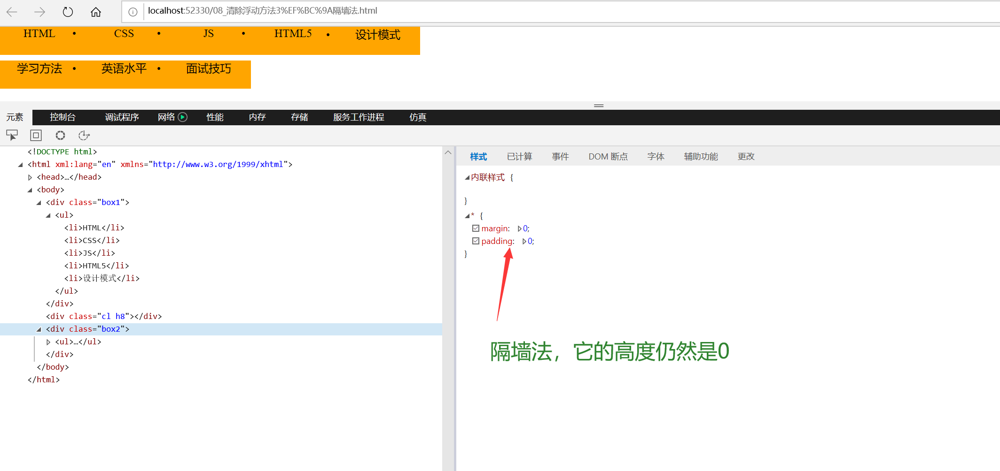 localhost:52330/08_清除浮动方法3%EF%BC%9A隔墙法.html
HTML • CSS • JS • HTML5 • 设计模式
学习方法 • 英语水平 • 面试技巧
元素 控制台 调试程序 网络 性能 内存 存储 服务工作进程 仿真
<!DOCTYPE html>
<html xml:lang="en" xmlns="http://www.w3.org/1999/xhtml">
<head>…</head>
<body>
<div class="box1">
<ul>
<li>HTML</li>
<li>CSS</li>
<li>JS</li>
<li>HTML5</li>
<li>设计模式</li>
</ul>
</div>
<div class="cl h8"></div>
<div class="box2">
<ul>…</ul>
</div>
</body>
</html>
样式 已计算 事件 DOM 断点 字体 辅助功能 更改
内联样式 {
}
* {
margin: 0;
padding: 0;
}
隔墙法，它的高度仍然是0